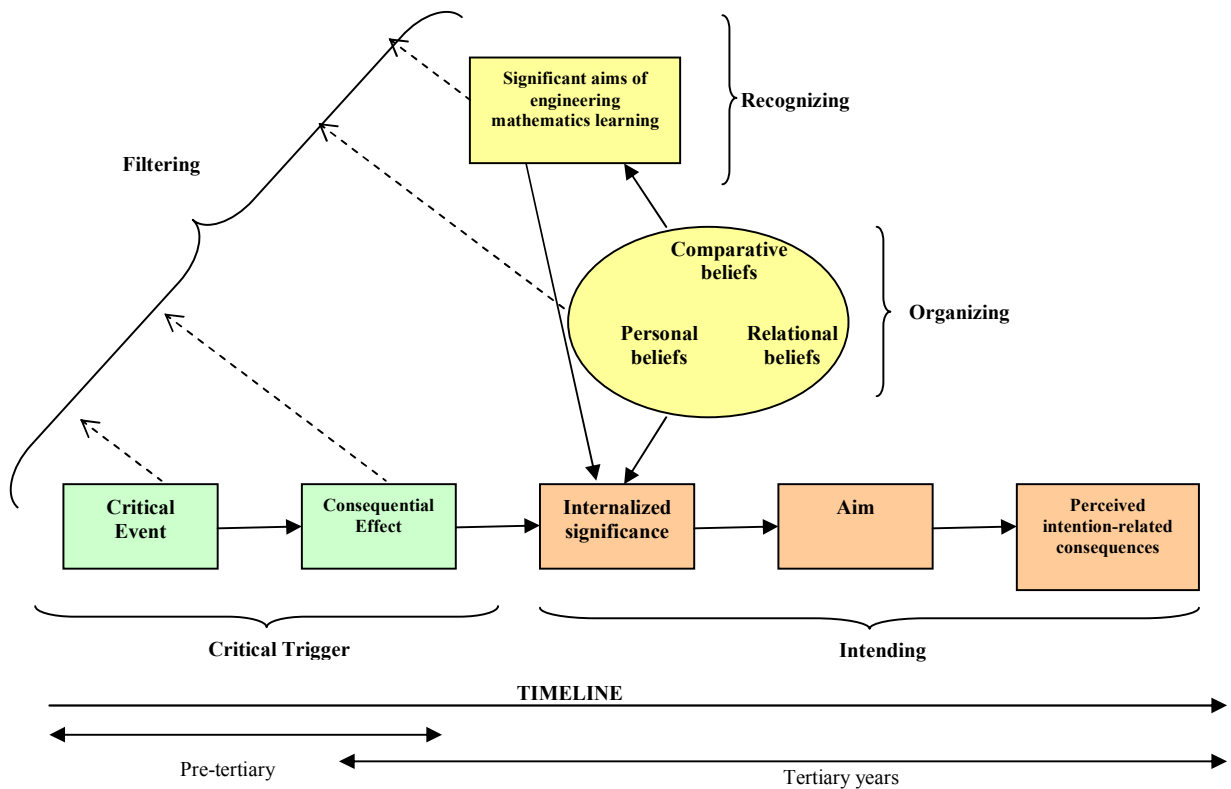 Significant aims of
engineering
mathematics learning
Recognizing
Filtering
Comparative
beliefs
Personal
beliefs
Relational
beliefs
Organizing
Critical
Event
Consequential
Effect
Internalized
significance
Aim
Perceived
intention-related
consequences
Critical Trigger
Intending
TIMELINE
Pre-tertiary
Tertiary years